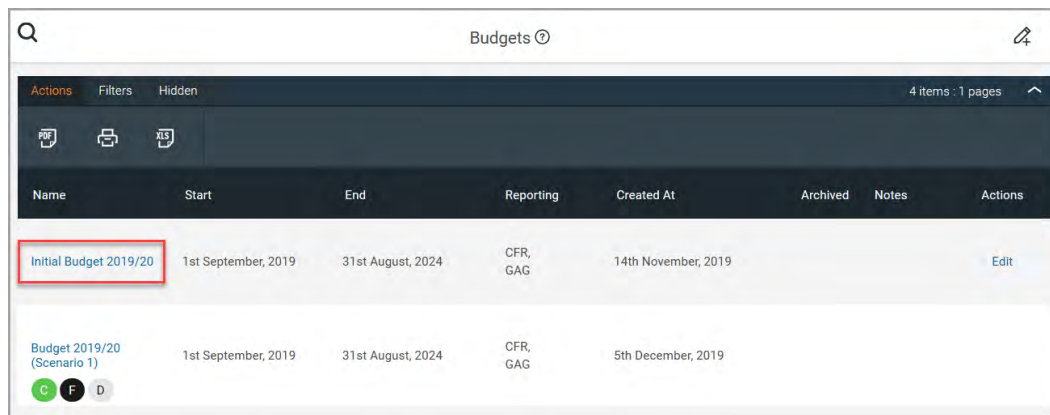 Budgets ?
Actions Filters Hidden 4 items : 1 pages
PDF XLS
Name Start End Reporting Created At Archived Notes Actions
Initial Budget 2019/20 1st September, 2019 31st August, 2024 CFR, GAG 14th November, 2019 Edit
Budget 2019/20 (Scenario 1) 1st September, 2019 31st August, 2024 CFR, GAG 5th December, 2019
C F D